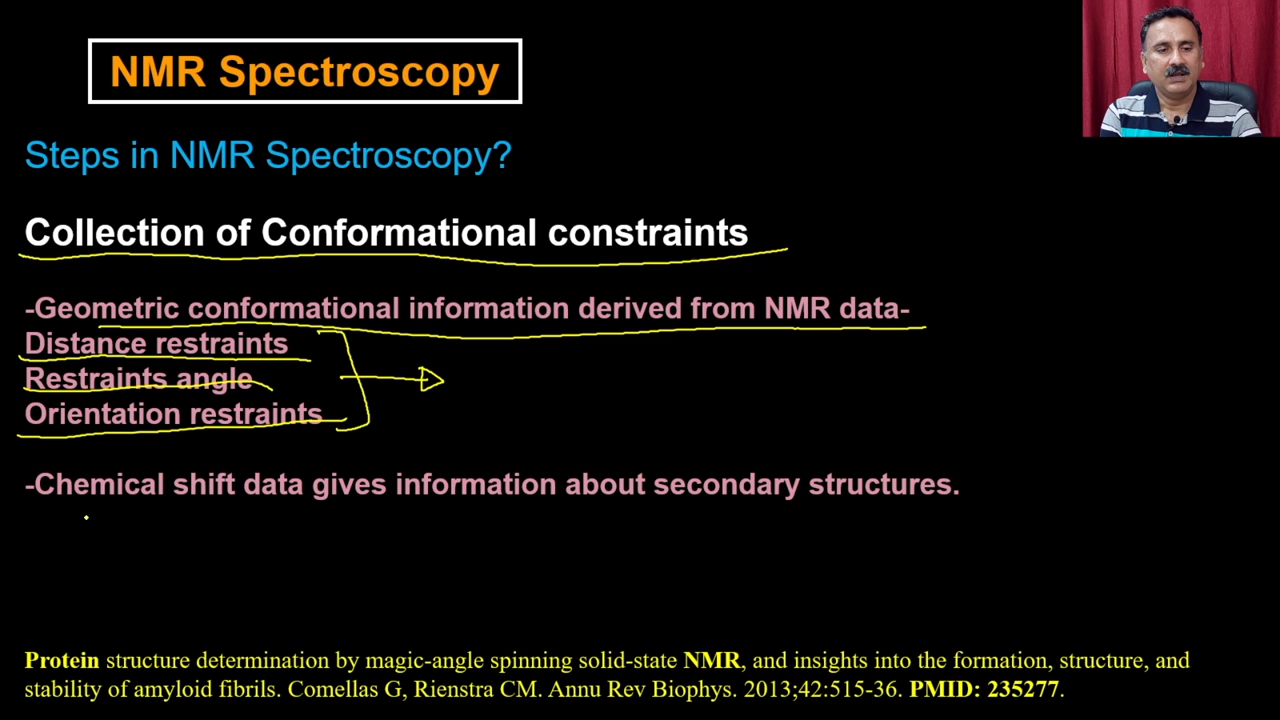 NMR Spectroscopy
Steps in NMR Spectroscopy?
Collection of Conformational constraints
-Geometric conformational information derived from NMR data-
Distance restraints
Restraints angle
Orientation restraints
-Chemical shift data gives information about secondary structures.
Protein structure determination by magic-angle spinning solid-state NMR, and insights into the formation, structure, and
stability of amyloid fibrils. Comellas G, Rienstra CM. Annu Rev Biophys. 2013;42:515-36. PMID: 235277.